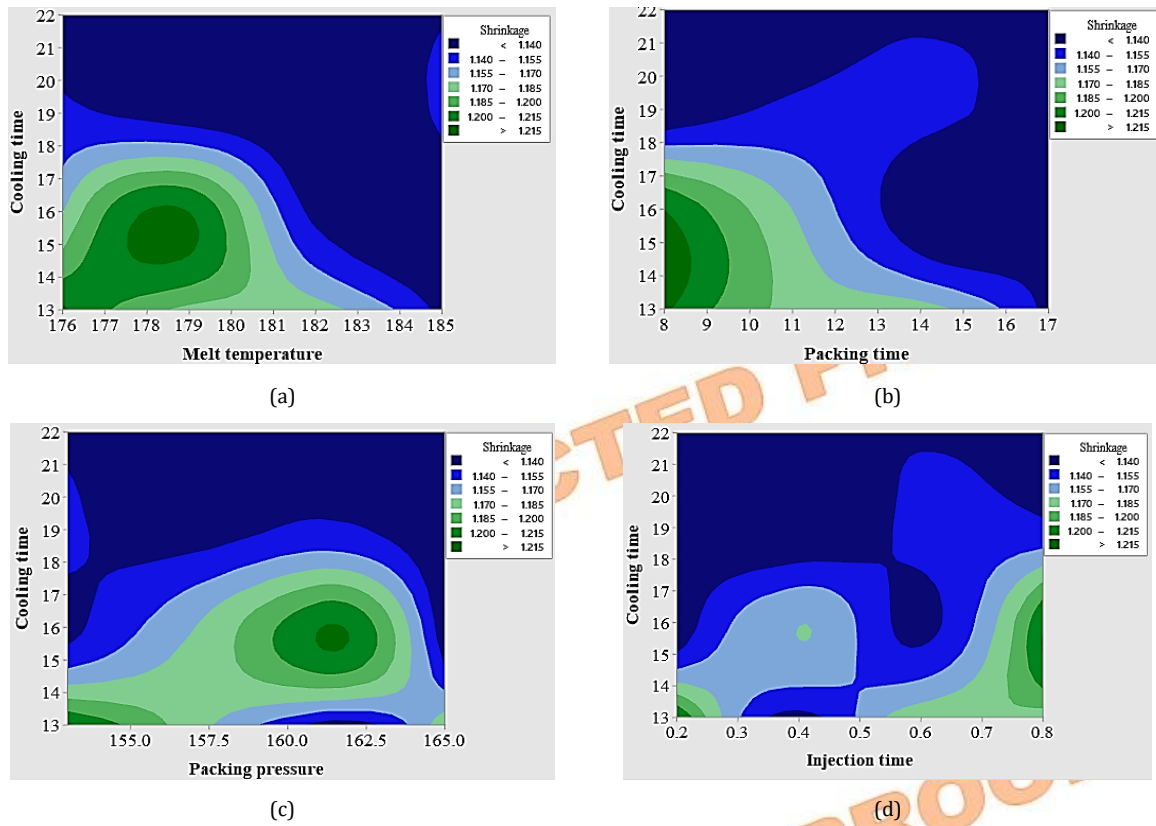 22
21
20
19
18
17
16
15
14
13
Cooling time
176 177 178 179 180 181 182 183 184 185
Melt temperature
Shrinkage
< 1.140
1.140 – 1.155
1.155 – 1.170
1.170 – 1.185
1.185 – 1.200
1.200 – 1.215
> 1.215
(a)
22
21
20
19
18
17
16
15
14
13
Cooling time
8 9 10 11 12 13 14 15 16 17
Packing time
Shrinkage
< 1.140
1.140 – 1.155
1.155 – 1.170
1.170 – 1.185
1.185 – 1.200
1.200 – 1.215
> 1.215
(b)
22
21
20
19
18
17
16
15
14
13
Cooling time
155.0 157.5 160.0 162.5 165.0
Packing pressure
Shrinkage
< 1.140
1.140 – 1.155
1.155 – 1.170
1.170 – 1.185
1.185 – 1.200
1.200 – 1.215
> 1.215
(c)
22
21
20
19
18
17
16
15
14
13
Cooling time
0.2 0.3 0.4 0.5 0.6 0.7 0.8
Injection time
Shrinkage
< 1.140
1.140 – 1.155
1.155 – 1.170
1.170 – 1.185
1.185 – 1.200
1.200 – 1.215
> 1.215
(d)